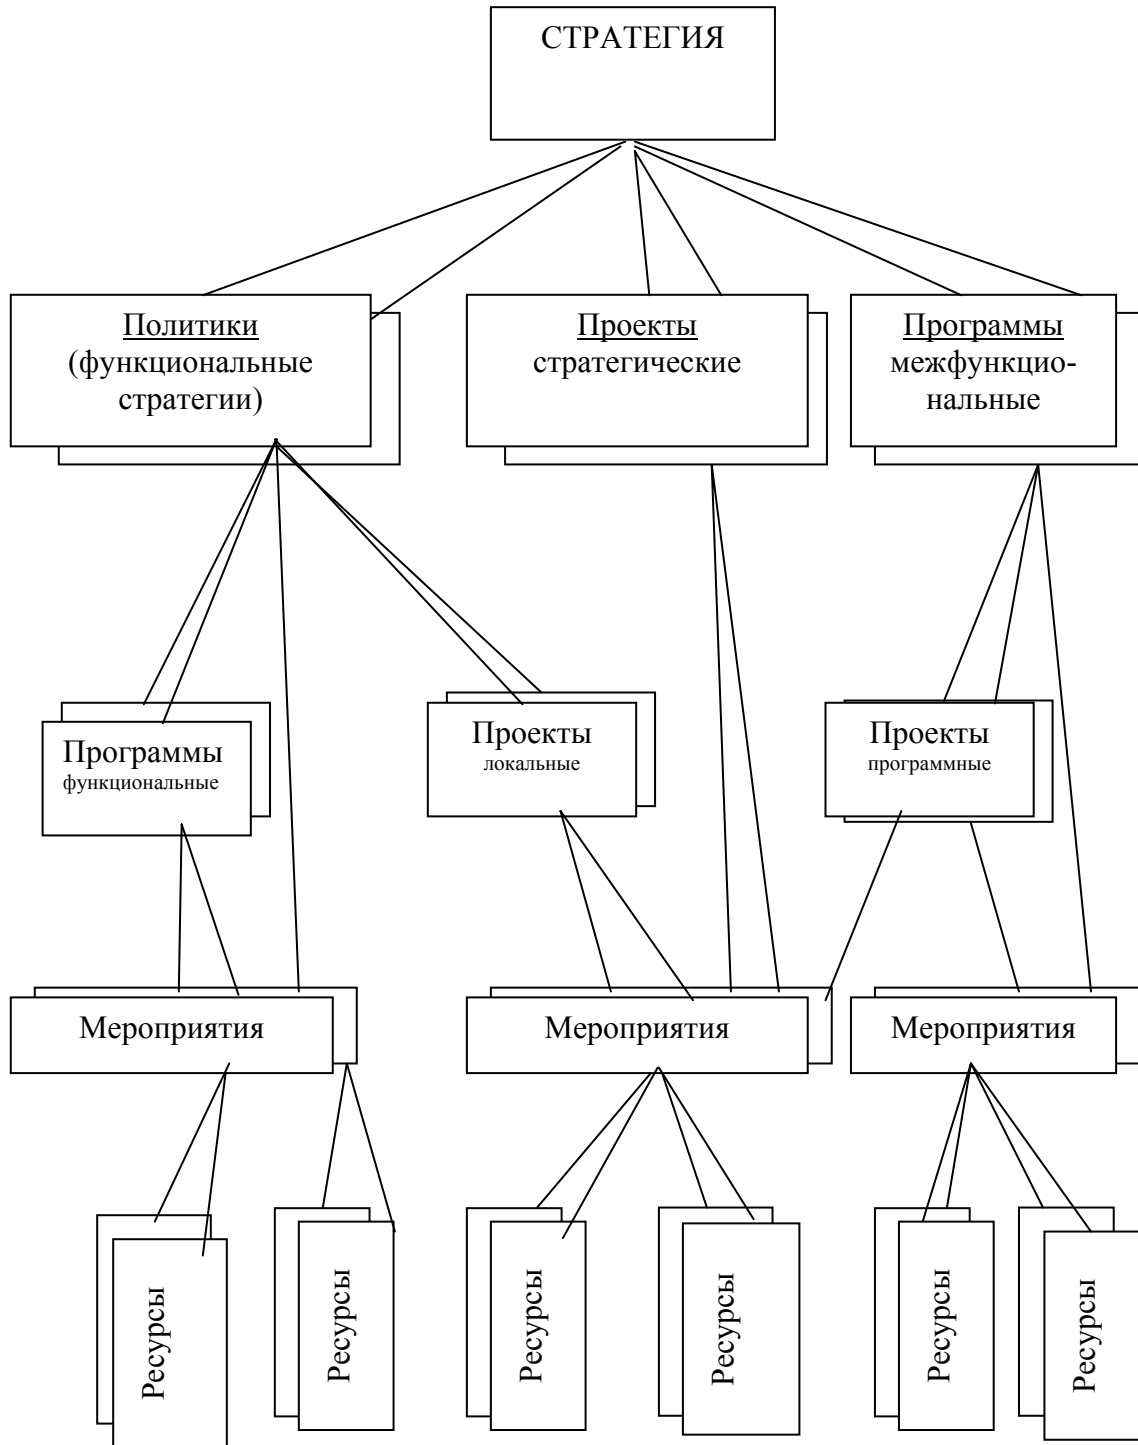 СТРАТЕГИЯ
Политики
(функциональные
стратегии)
Проекты
стратегические
Программы
межфункцио-
нальные
Программы
функциональные
Проекты
локальные
Проекты
программные
Мероприятия
Мероприятия
Мероприятия
Ресурсы
Ресурсы
Ресурсы
Ресурсы
Ресурсы
Ресурсы